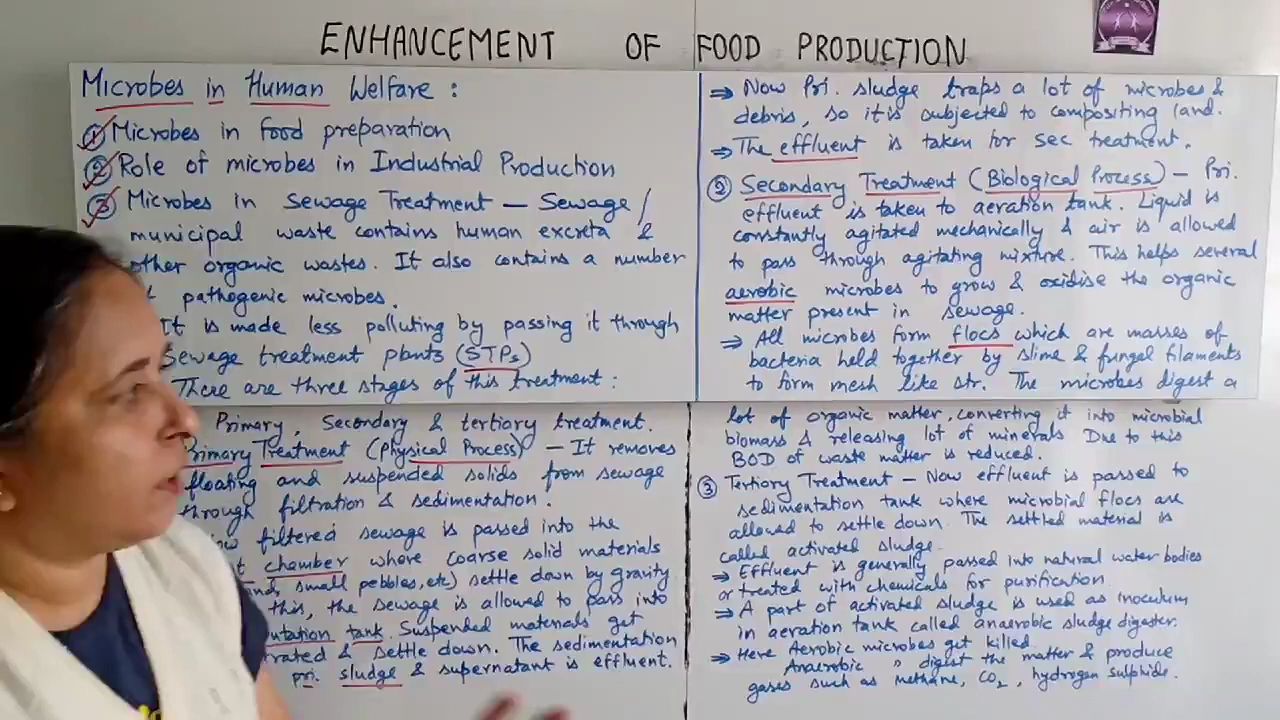 ENHANCEMENT OF FOOD PRODUCTION
Microbes in Human Welfare :
① Microbes in food preparation
② Role of microbes in Industrial Production
③ Microbes in Sewage Treatment – Sewage/
municipal waste contains human excreta &
other organic wastes. It also contains a number
pathogenic microbes.
It is made less polluting by passing it through
Sewage treatment plants (STPs)
There are three stages of this treatment :
Primary, Secondary & tertiary treatment.
Primary Treatment (Physical Process) – It removes
floating and suspended solids from sewage
through filtration & sedimentation.
filtered sewage is passed into the
chamber where coarse solid materials
small pebbles, etc) settle down by gravity
this, the sewage is allowed to pass into
tank. Suspended materials get
& settle down. The sedimentation
pri. sludge & supernatant is effluent.
⇒ Now Pri. sludge traps a lot of microbes &
debris, so it is subjected to compositing land.
⇒ The effluent is taken for sec treatment.
② Secondary Treatment (Biological Process) – Pri.
effluent is taken to aeration tank. Liquid is
constantly agitated mechanically & air is allowed
to pass through agitating mixture. This helps several
aerobic microbes to grow & oxidise the organic
matter present in sewage.
⇒ All microbes form flocs which are masses of
bacteria held together by slime & fungal filaments
to form mesh like str. The microbes digest a
lot of organic matter, converting it into microbial
biomass & releasing lot of minerals Due to this
BOD of waste matter is reduced.
③ Tertiary Treatment – Now effluent is passed to
sedimentation tank where microbial flocs are
allowed to settle down. The settled material is
called activated sludge.
⇒ Effluent is generally passed into natural water bodies
or treated with chemicals for purification.
⇒ A part of activated sludge is used as inoculum
in aeration tank called anaerobic sludge digester.
⇒ Here Aerobic microbes get killed.
Anaerobic " digest the matter & produce
gases such as methane, CO₂, hydrogen sulphide.